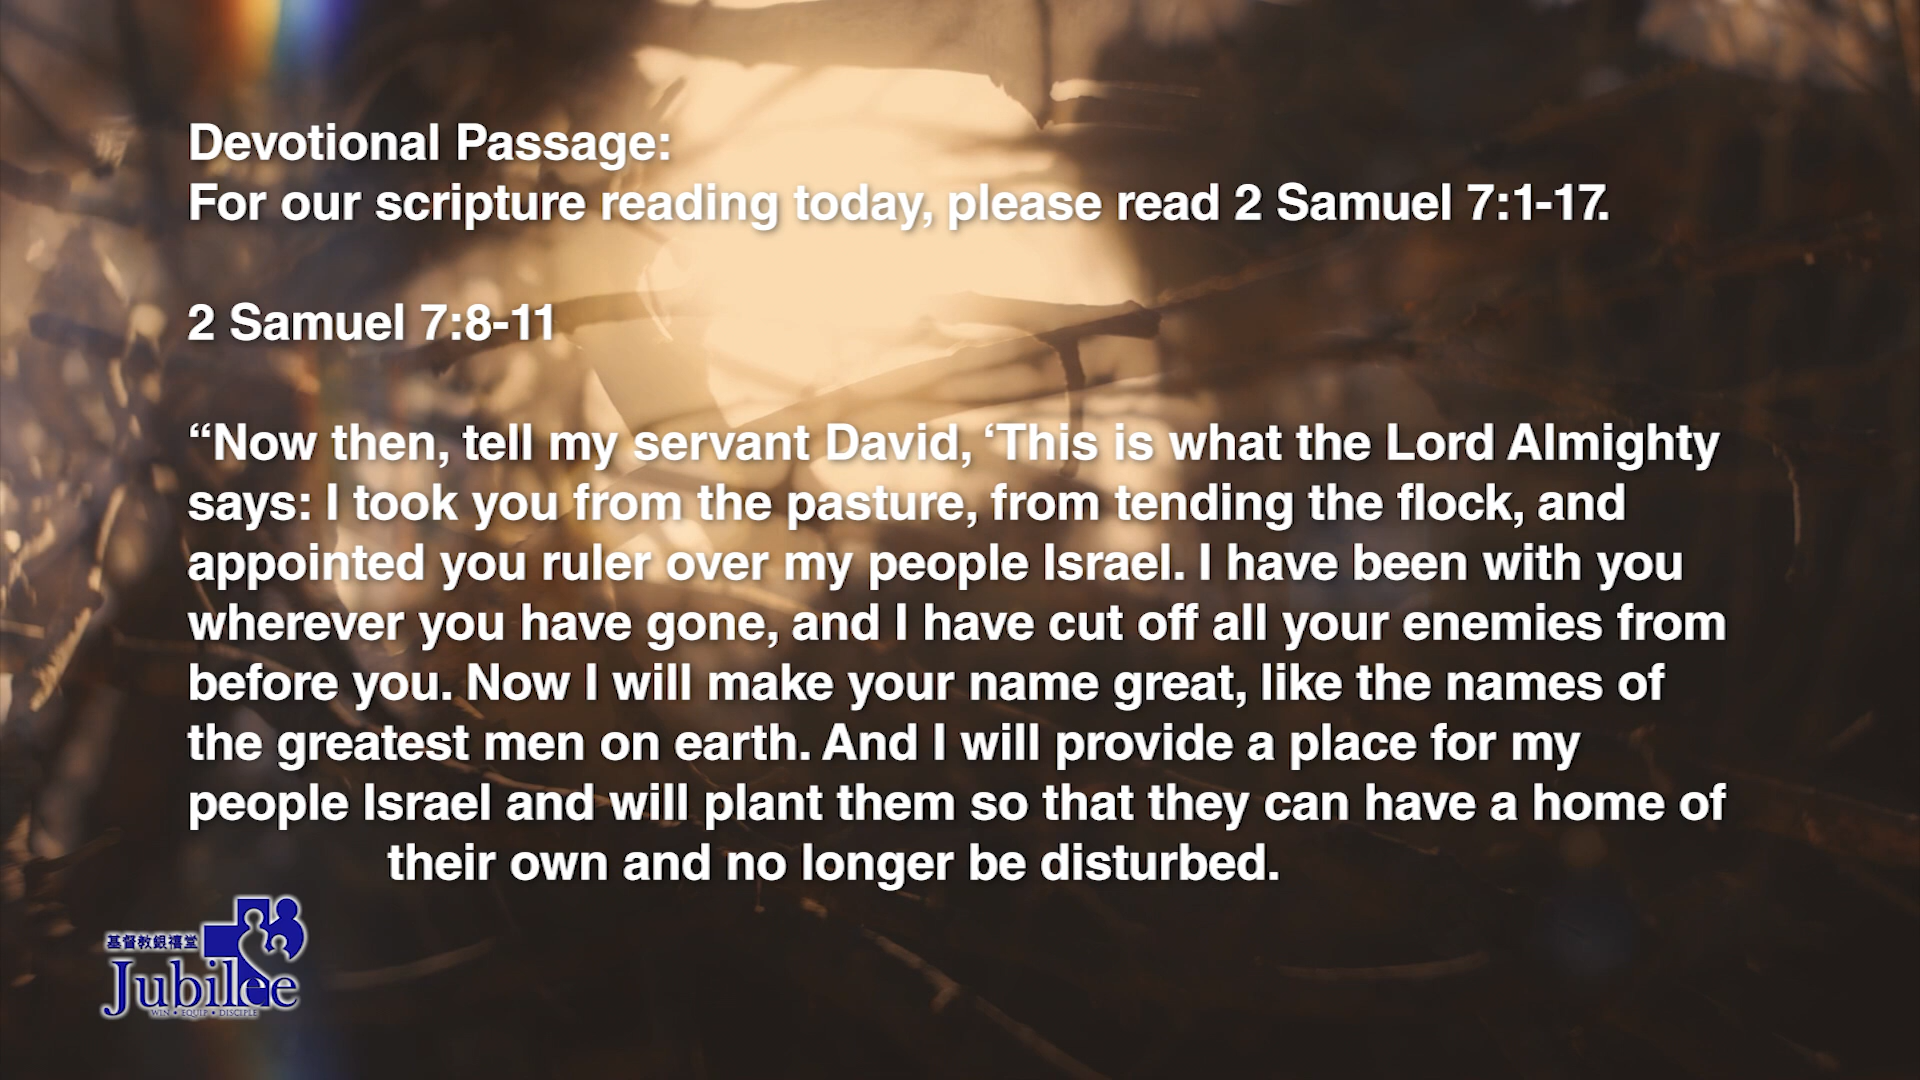 Devotional Passage:
For our scripture reading today, please read 2 Samuel 7:1-17.
2 Samuel 7:8-11
“Now then, tell my servant David, ‘This is what the Lord Almighty
says: I took you from the pasture, from tending the flock, and
appointed you ruler over my people Israel. I have been with you
wherever you have gone, and I have cut off all your enemies from
before you. Now I will make your name great, like the names of
the greatest men on earth. And I will provide a place for my
people Israel and will plant them so that they can have a home of
their own and no longer be disturbed.
基督教銀禧堂
Jubilee
WIN • EQUIP • DISCIPLE